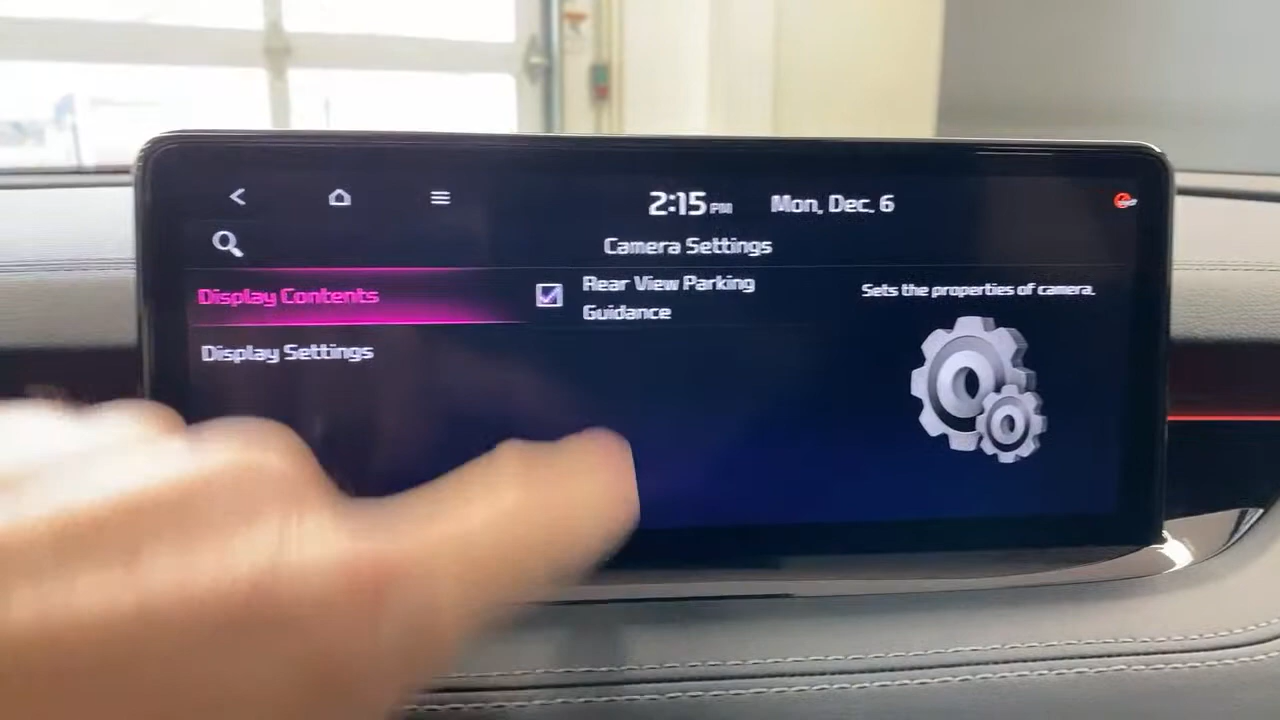 2:15 PM Mon, Dec. 6
Camera Settings
Display Contents
Rear View Parking
Guidance
Sets the properties of camera.
Display Settings